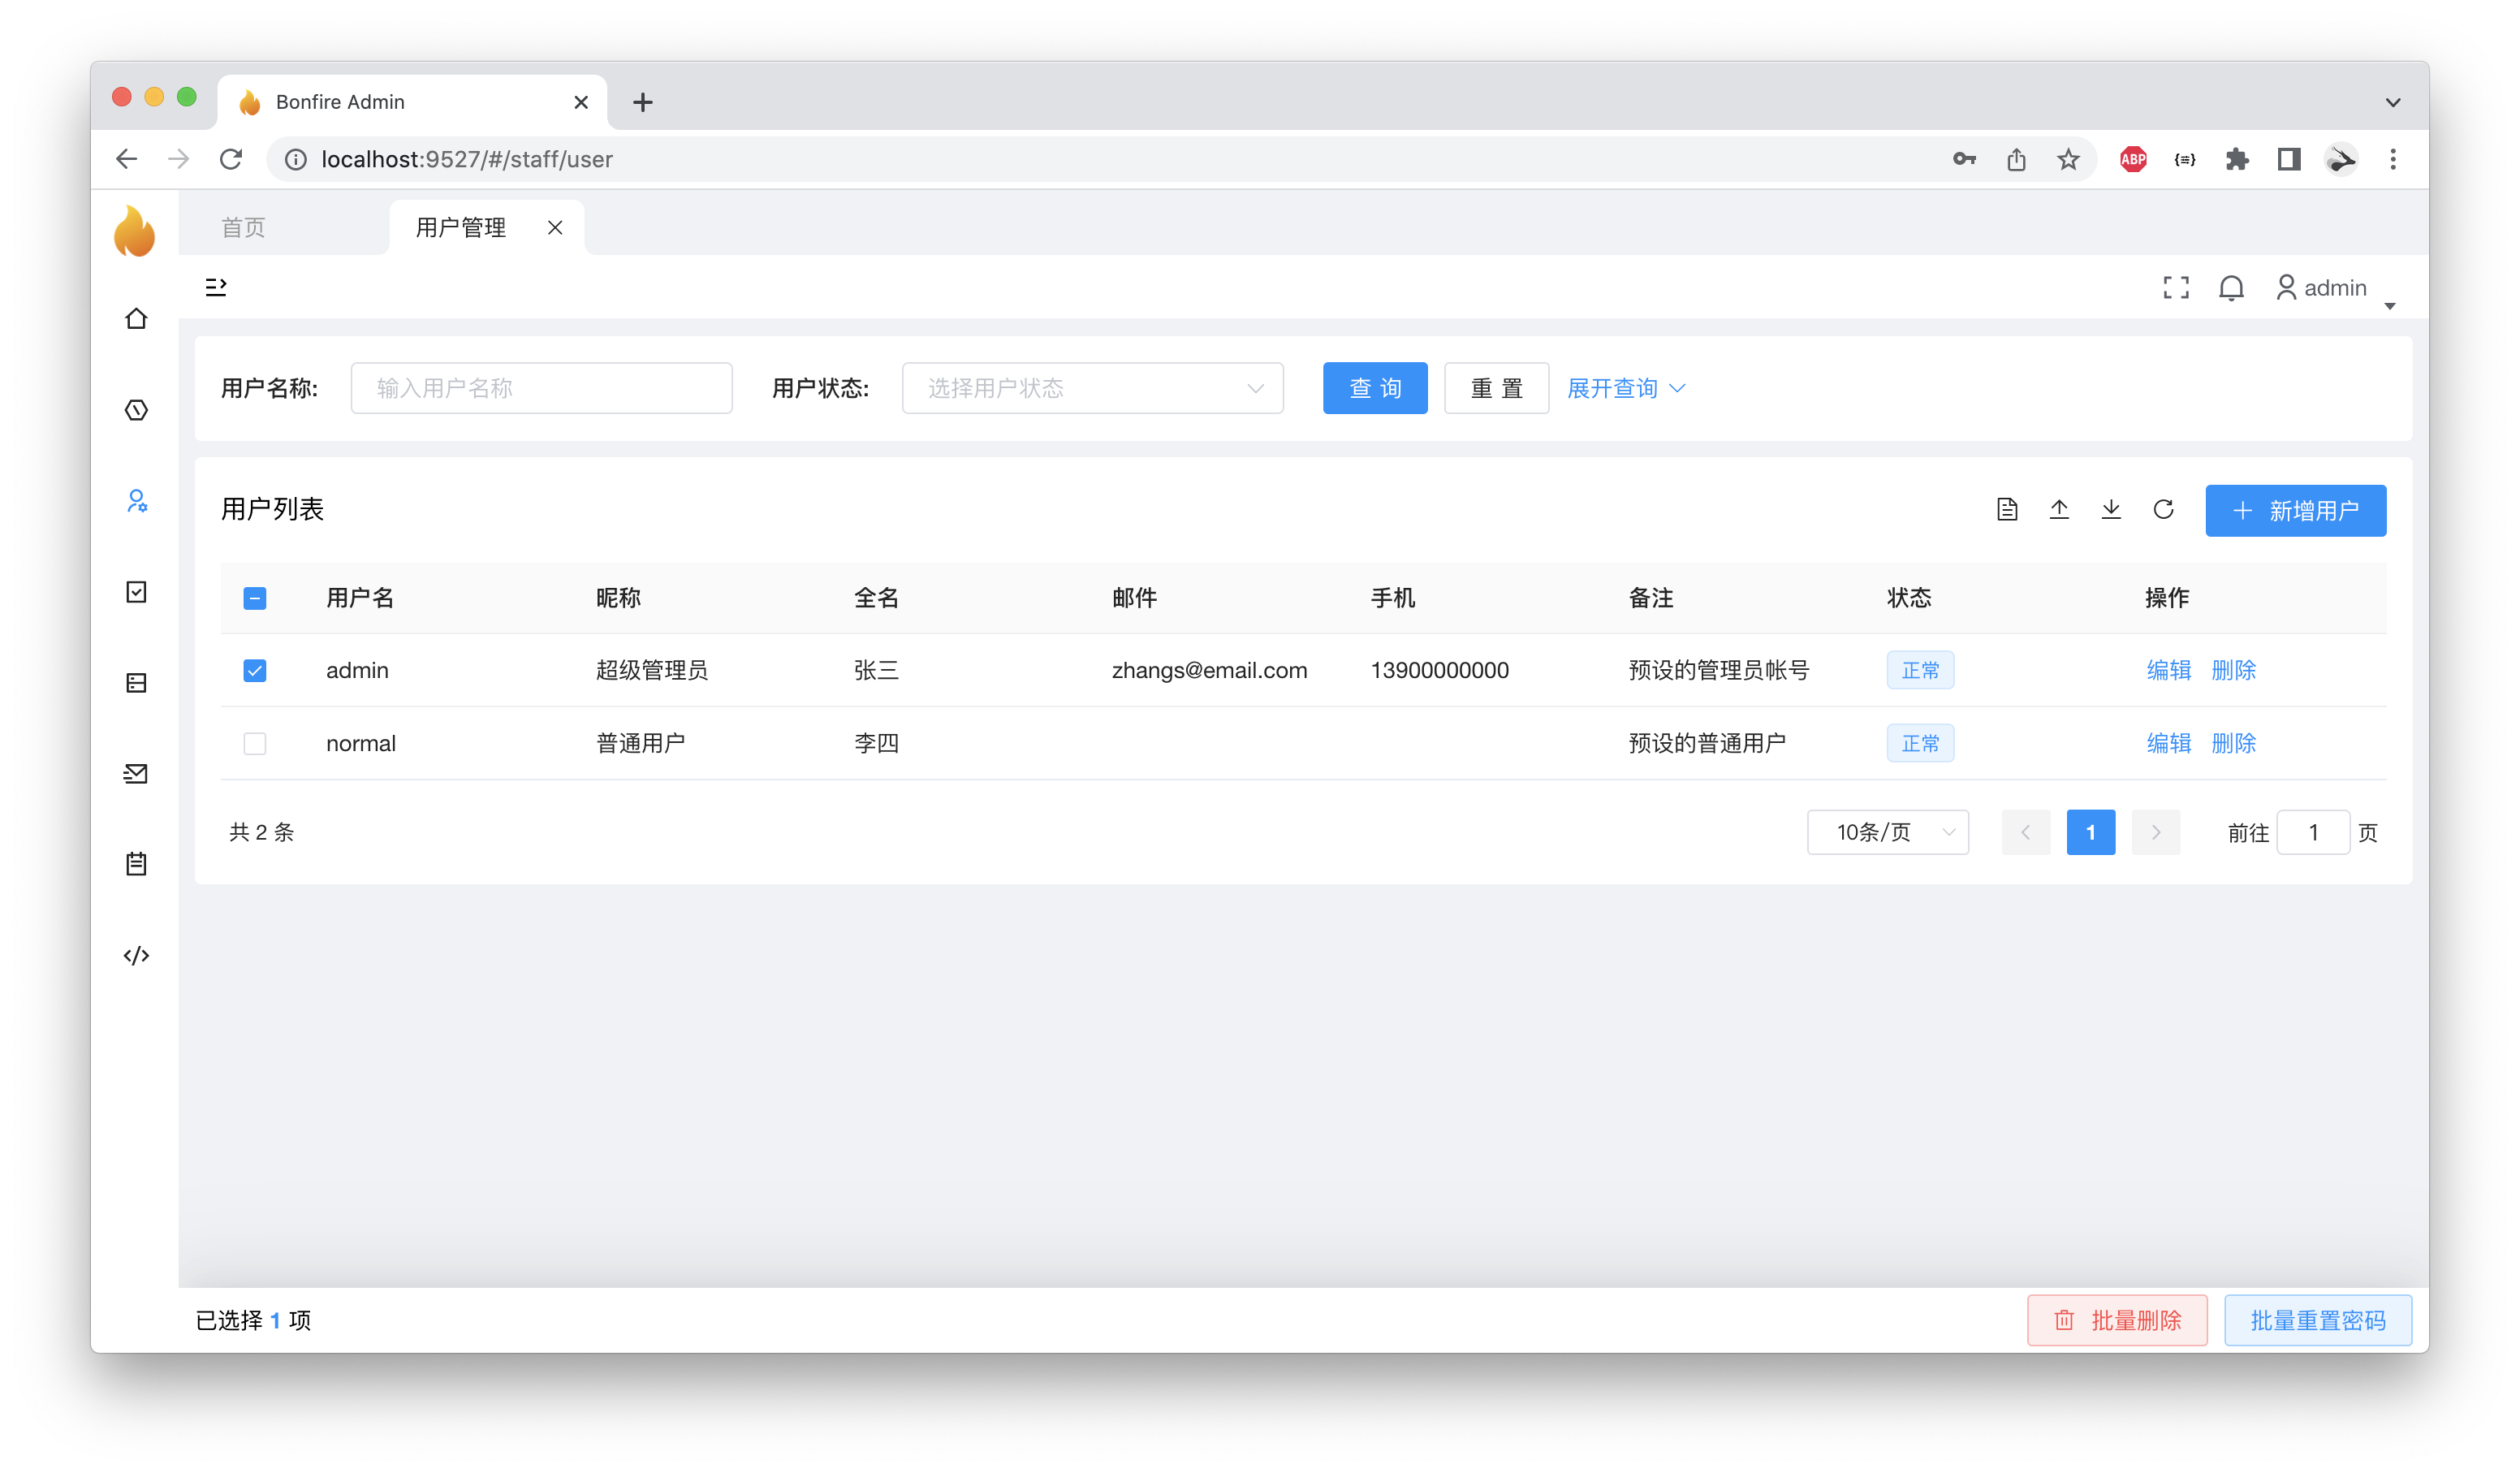 Bonfire Admin
localhost:9527/#/staff/user
ABP
首页 用户管理
admin
用户名称: 输入用户名称 用户状态: 选择用户状态 查 询 重 置 展开查询
用户列表 新增用户
用户名 昵称 全名 邮件 手机 备注 状态 操作
admin 超级管理员 张三 zhangs@email.com 13900000000 预设的管理员帐号 正常 编辑 删除
normal 普通用户 李四 预设的普通用户 正常 编辑 删除
共 2 条 10条/页 1 前往 1 页
已选择 1 项 批量删除 批量重置密码